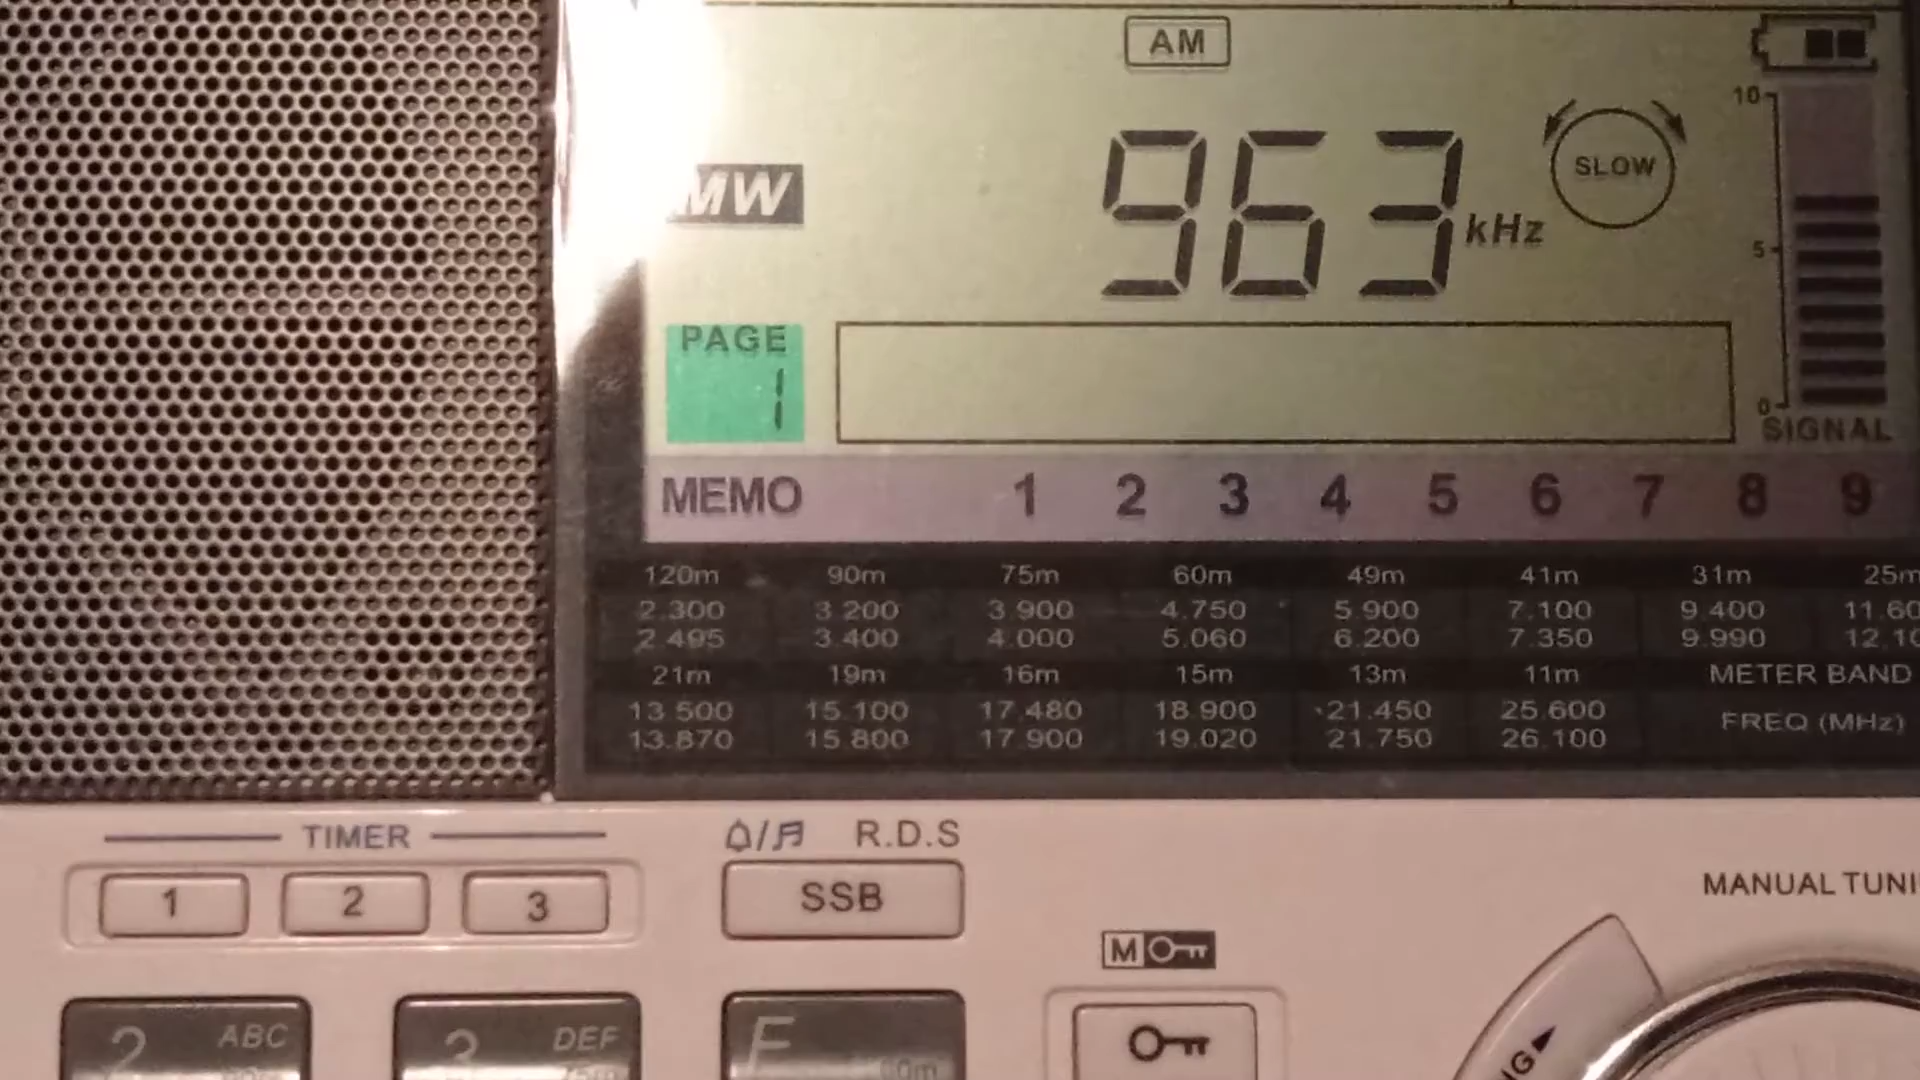 AM
10
MW
963 kHz
SLOW
5
PAGE
1
0
SIGNAL
MEMO 1 2 3 4 5 6 7 8 9
120m 90m 75m 60m 49m 41m 31m 25m
2.300 3.200 3.900 4.750 5.900 7.100 9.400
2.495 3.400 4.000 5.060 6.200 7.350 9.990
21m 19m 16m 15m 13m 11m METER BAND
13.500 15.100 17.480 18.900 21.450 25.600 FREQ (MHz)
13.870 15.800 17.900 19.020 21.750 26.100
TIMER R.D.S
1 2 3 SSB
MANUAL
M
2 ABC 3 DEF F